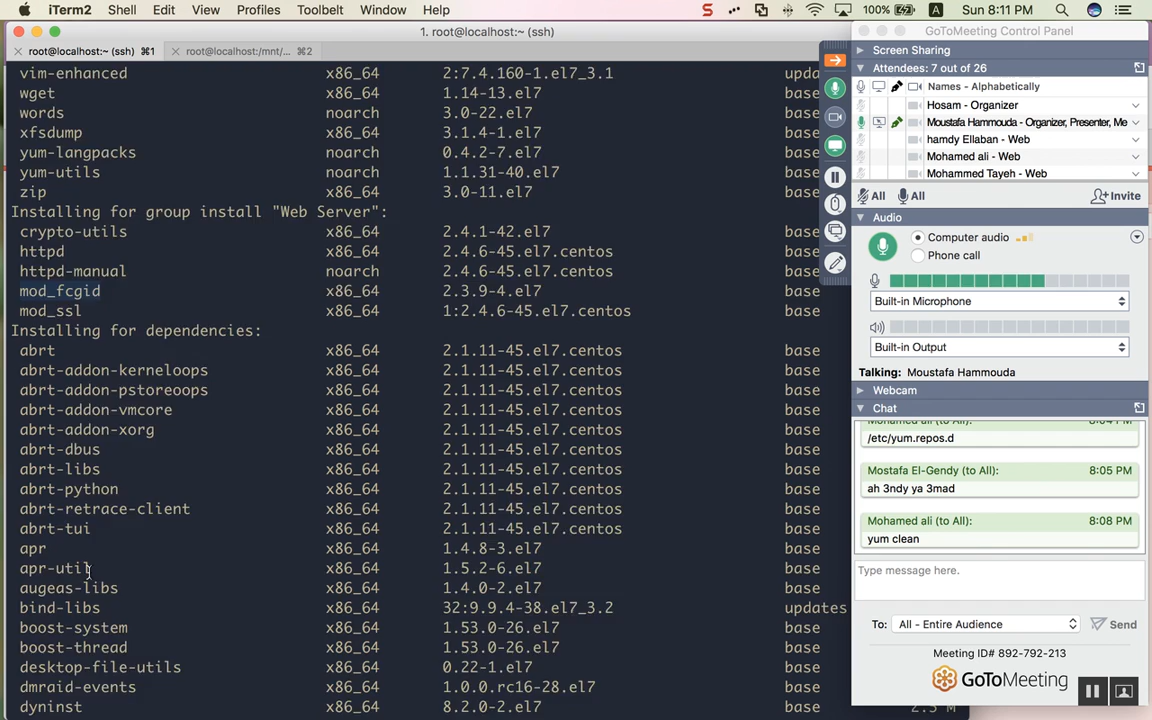 iTerm2 Shell Edit View Profiles Toolbelt Window Help 100% A Sun 8:11 PM
1. root@localhost:~ (ssh)
root@localhost:~ (ssh) ⌘1 root@localhost:/mnt/... ⌘2
vim-enhanced x86_64 2:7.4.160-1.el7_3.1 upda
wget x86_64 1.14-13.el7 base
words noarch 3.0-22.el7 base
xfsdump x86_64 3.1.4-1.el7 base
yum-langpacks noarch 0.4.2-7.el7 base
yum-utils noarch 1.1.31-40.el7 base
zip x86_64 3.0-11.el7 base
Installing for group install "Web Server":
crypto-utils x86_64 2.4.1-42.el7 base
httpd x86_64 2.4.6-45.el7.centos base
httpd-manual noarch 2.4.6-45.el7.centos base
mod_fcgid x86_64 2.3.9-4.el7 base
mod_ssl x86_64 1:2.4.6-45.el7.centos base
Installing for dependencies:
abrt x86_64 2.1.11-45.el7.centos base
abrt-addon-kerneloops x86_64 2.1.11-45.el7.centos base
abrt-addon-pstoreoops x86_64 2.1.11-45.el7.centos base
abrt-addon-vmcore x86_64 2.1.11-45.el7.centos base
abrt-addon-xorg x86_64 2.1.11-45.el7.centos base
abrt-dbus x86_64 2.1.11-45.el7.centos base
abrt-libs x86_64 2.1.11-45.el7.centos base
abrt-python x86_64 2.1.11-45.el7.centos base
abrt-retrace-client x86_64 2.1.11-45.el7.centos base
abrt-tui x86_64 2.1.11-45.el7.centos base
apr x86_64 1.4.8-3.el7 base
apr-util x86_64 1.5.2-6.el7 base
augeas-libs x86_64 1.4.0-2.el7 base
bind-libs x86_64 32:9.9.4-38.el7_3.2 updates
boost-system x86_64 1.53.0-26.el7 base
boost-thread x86_64 1.53.0-26.el7 base
desktop-file-utils x86_64 0.22-1.el7 base
dmraid-events x86_64 1.0.0.rc16-28.el7 base
dyninst x86_64 8.2.0-2.el7 base
GoToMeeting Control Panel
Screen Sharing
Attendees: 7 out of 26
Names - Alphabetically
Hosam - Organizer
Moustafa Hammouda - Organizer, Presenter, Me
hamdy Ellaban - Web
Mohamed ali - Web
Mohammed Tayeh - Web
All All Invite
Audio
Computer audio
Phone call
Built-in Microphone
Built-in Output
Talking: Moustafa Hammouda
Webcam
Chat
Mohamed ali (to All): 8:04 PM
/etc/yum.repos.d
Mostafa El-Gendy (to All): 8:05 PM
ah 3ndy ya 3mad
Mohamed ali (to All): 8:08 PM
yum clean
Type message here.
To: All - Entire Audience Send
Meeting ID# 892-792-213
GoToMeeting